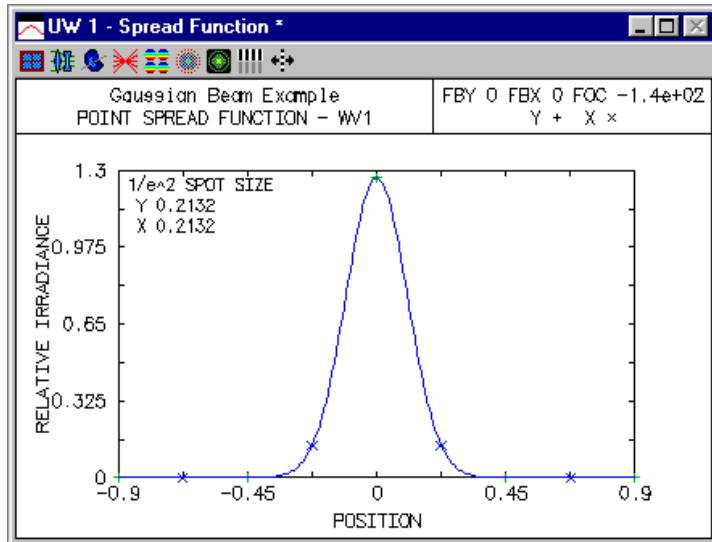 UW 1 - Spread Function *
Gaussian Beam Example
POINT SPREAD FUNCTION - WV1
FBY 0 FBX 0 FOC -1.4e+02
Y + X ×
1/e^2 SPOT SIZE
Y 0.2132
X 0.2132
RELATIVE IRRADIANCE
1.3
0.975
0.65
0.325
0
-0.9
-0.45
0
0.45
0.9
POSITION